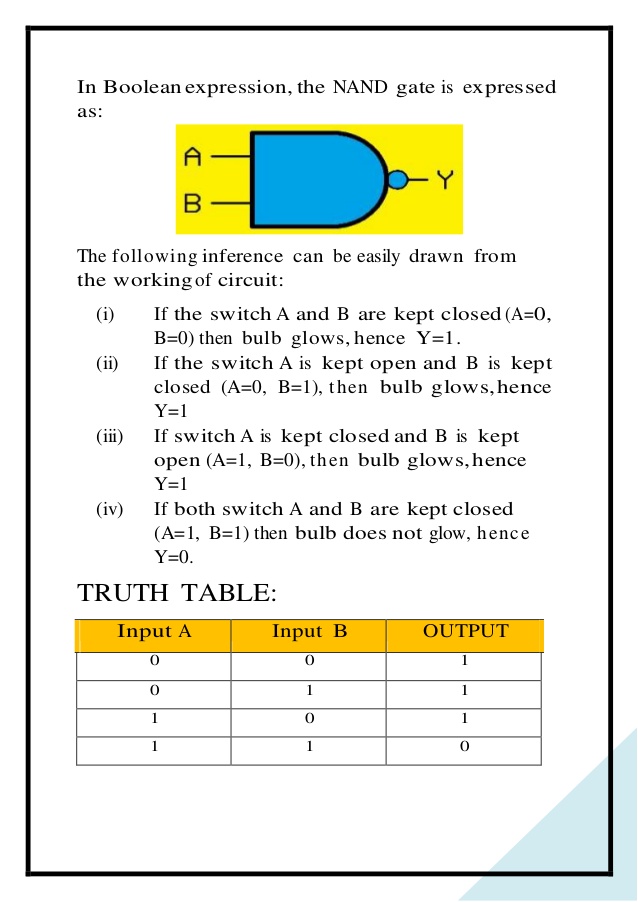 In Boolean expression, the NAND gate is expressed
as:
A
B
Y
The following inference can be easily drawn from
the working of circuit:
(i) If the switch A and B are kept closed (A=0,
B=0) then bulb glows, hence Y=1.
(ii) If the switch A is kept open and B is kept
closed (A=0, B=1), then bulb glows, hence
Y=1
(iii) If switch A is kept closed and B is kept
open (A=1, B=0), then bulb glows, hence
Y=1
(iv) If both switch A and B are kept closed
(A=1, B=1) then bulb does not glow, hence
Y=0.
TRUTH TABLE:
Input A Input B OUTPUT
0 0 1
0 1 1
1 0 1
1 1 0